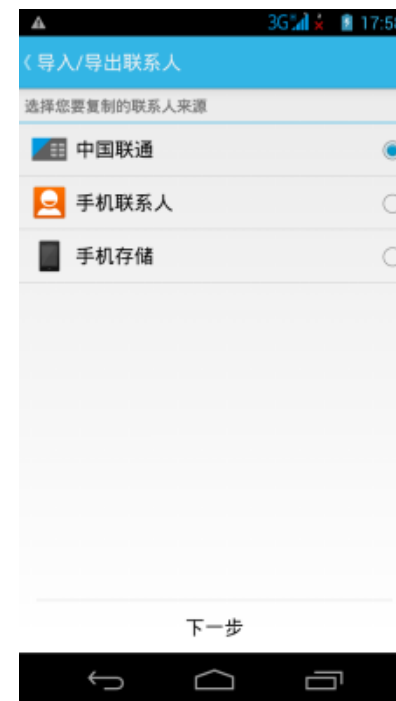 3G 17:58
导入/导出联系人
选择您要复制的联系人来源
中国联通
手机联系人
手机存储
下一步